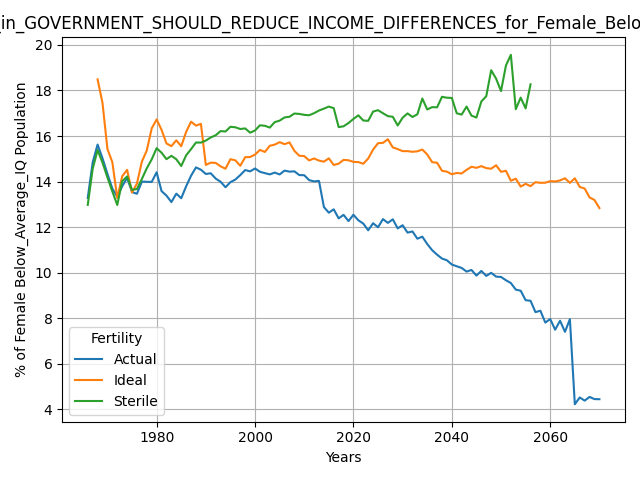 _in_GOVERNMENT_SHOULD_REDUCE_INCOME_DIFFERENCES_for_Female_Belo
% of Female Below_Average_IQ Population
20
18
16
14
12
10
8
6
4
Fertility
Actual
Ideal
Sterile
1980
2000
2020
2040
2060
Years